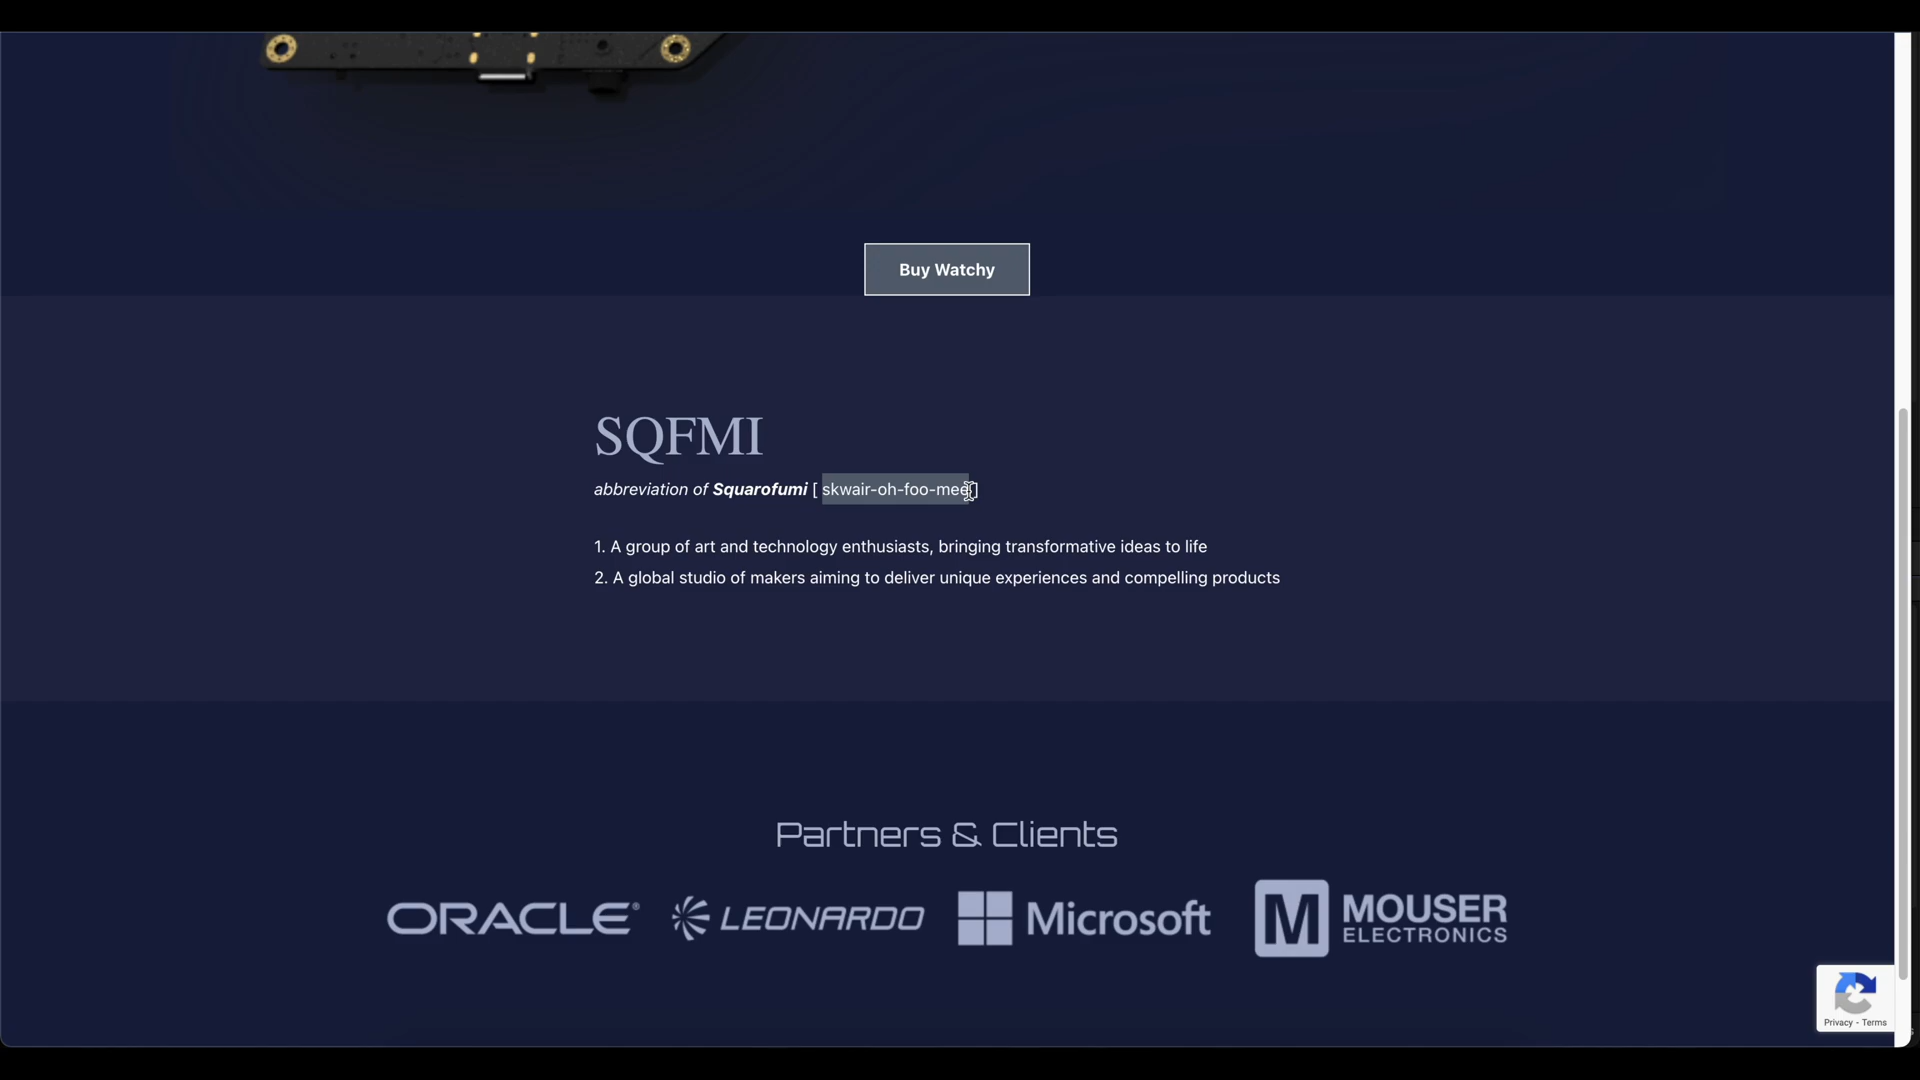 Buy Watchy
SQFMI
abbreviation of Squarofumi [ skwair-oh-foo-mee ]
1. A group of art and technology enthusiasts, bringing transformative ideas to life
2. A global studio of makers aiming to deliver unique experiences and compelling products
Partners & Clients
ORACLE®
LEONARDO
Microsoft
M MOUSER
ELECTRONICS
Privacy - Terms